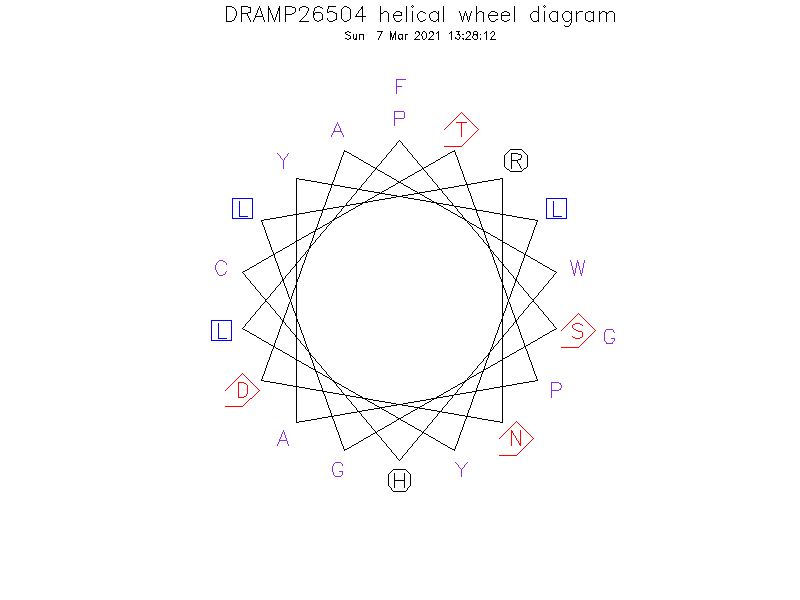 DRAMP26504 helical wheel diagram
Sun 7 Mar 2021 13:28:12
F
P
A T
Y R
L L
C W
L S G
D P
A N
G Y
H